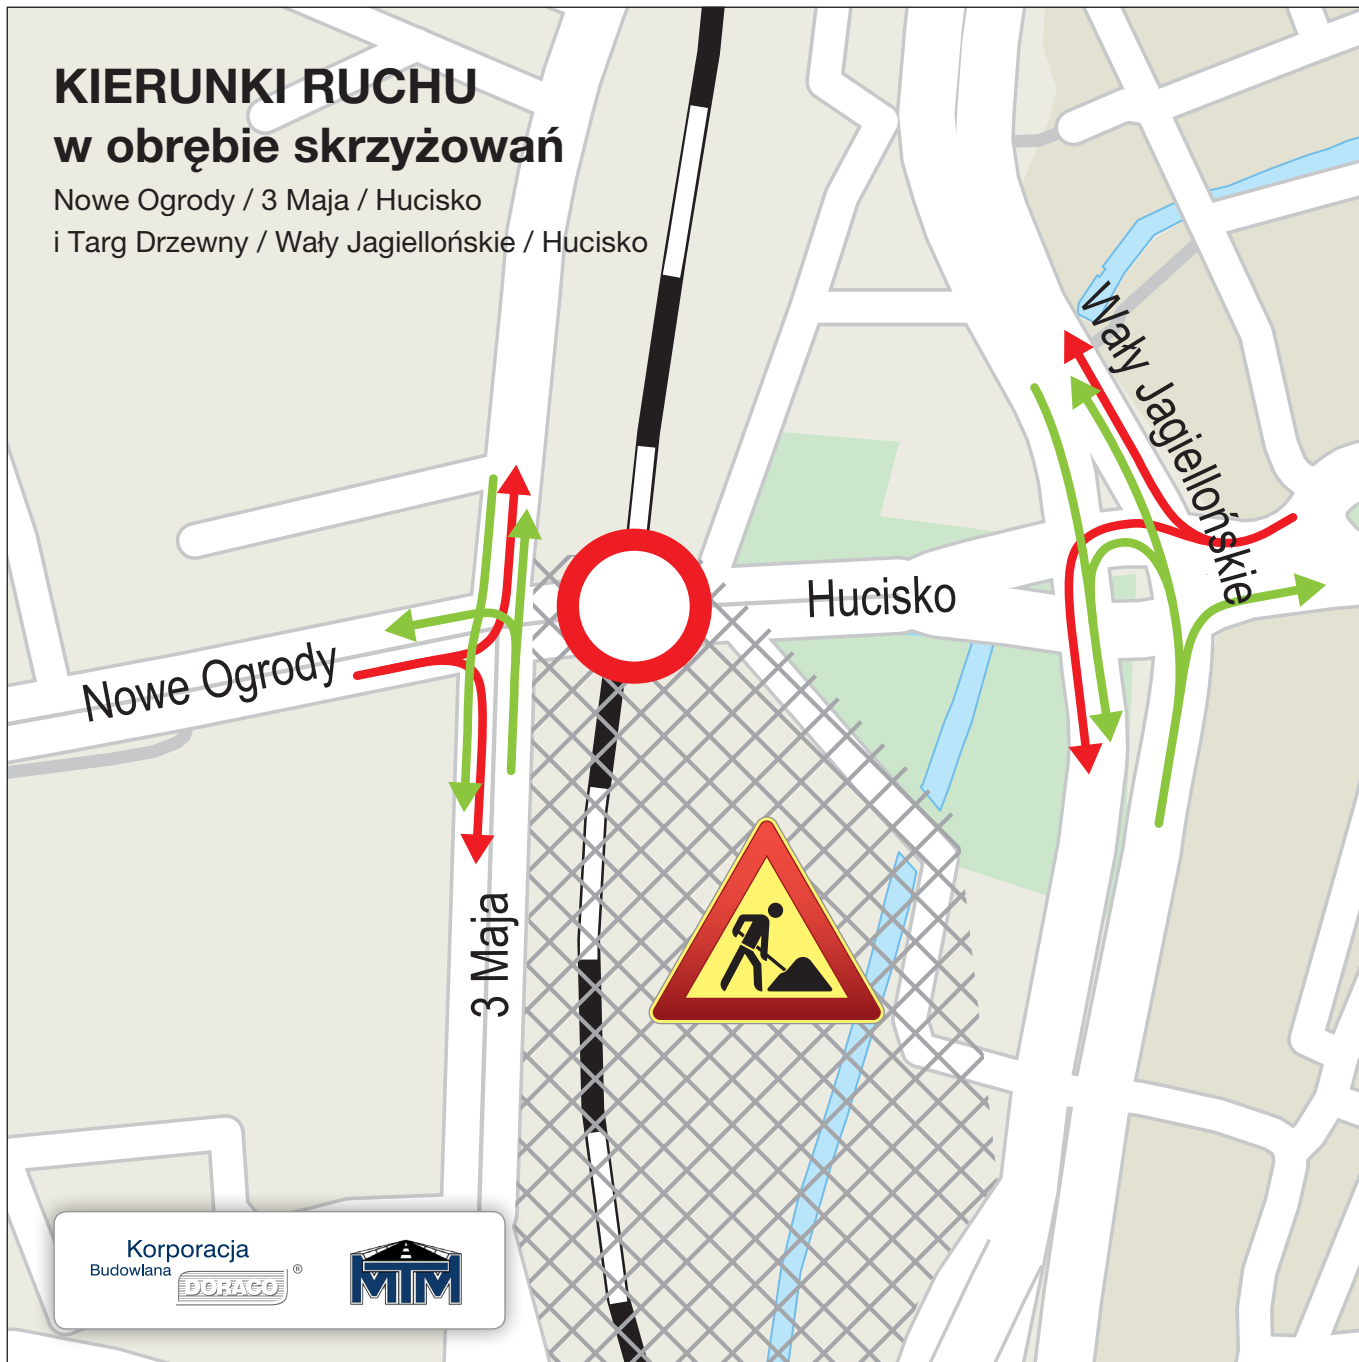 KIERUNKI RUCHU
w obrębie skrzyżowań
Nowe Ogrody / 3 Maja / Hucisko
i Targ Drzewny / Wały Jagiellońskie / Hucisko
Wały Jagiellońskie
Hucisko
Nowe Ogrody
3 Maja
Korporacja
Budowlana
DORACO ®
MTM